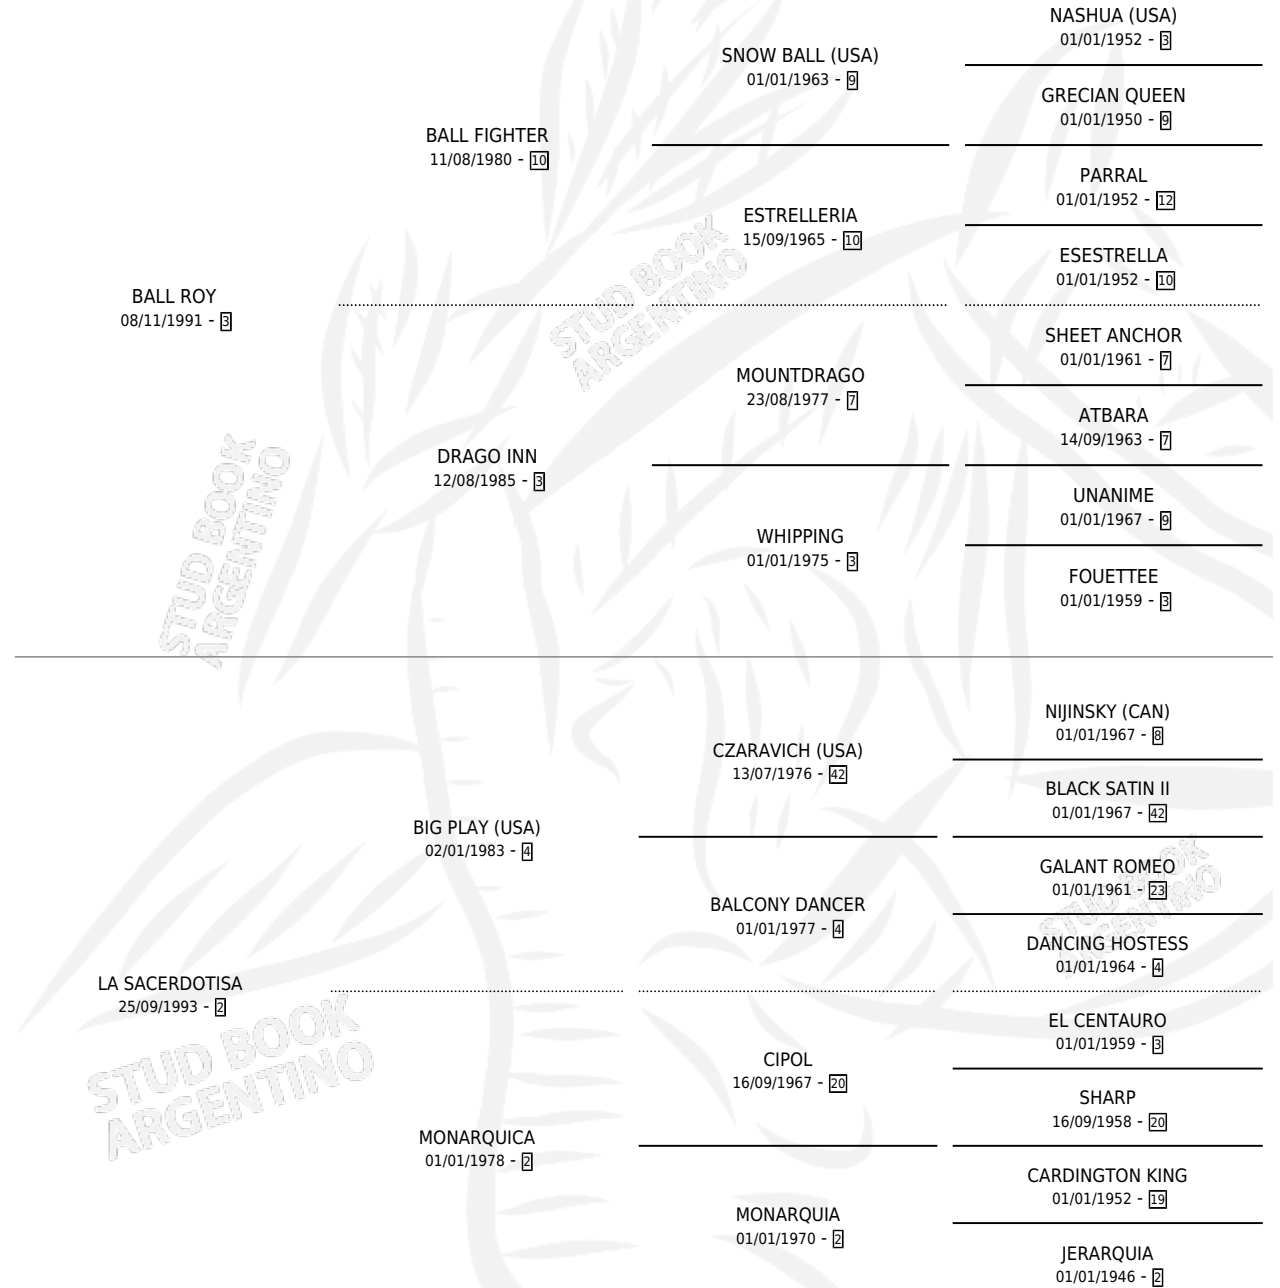 NASHUA (USA)
01/01/1952 - 3
SNOW BALL (USA)
01/01/1963 - 9
GRECIAN QUEEN
01/01/1950 - 9
BALL FIGHTER
11/08/1980 - 10
PARRAL
01/01/1952 - 12
ESTRELLERIA
15/09/1965 - 10
ESESTRELLA
01/01/1952 - 10
BALL ROY
08/11/1991 - 3
STUD BOOK
ARGENTINO
SHEET ANCHOR
01/01/1961 - 7
MOUNTDRAGO
23/08/1977 - 7
ATBARA
14/09/1963 - 7
DRAGO INN
12/08/1985 - 3
UNANIME
01/01/1967 - 9
WHIPPING
01/01/1975 - 3
FOUETTEE
01/01/1959 - 3
STUD BOOK
ARGENTINO
NIJINSKY (CAN)
01/01/1967 - 8
CZARAVICH (USA)
13/07/1976 - 42
BLACK SATIN II
01/01/1967 - 42
BIG PLAY (USA)
02/01/1983 - 4
GALANT ROMEO
01/01/1961 - 23
BALCONY DANCER
01/01/1977 - 4
DANCING HOSTESS
01/01/1964 - 4
STUD BOOK
ARGENTINO
LA SACERDOTISA
25/09/1993 - 2
EL CENTAURO
01/01/1959 - 3
CIPOL
16/09/1967 - 20
SHARP
16/09/1958 - 20
STUD BOOK
ARGENTINO
MONARQUICA
01/01/1978 - 2
CARDINGTON KING
01/01/1952 - 19
MONARQUIA
01/01/1970 - 2
JERARQUIA
01/01/1946 - 2